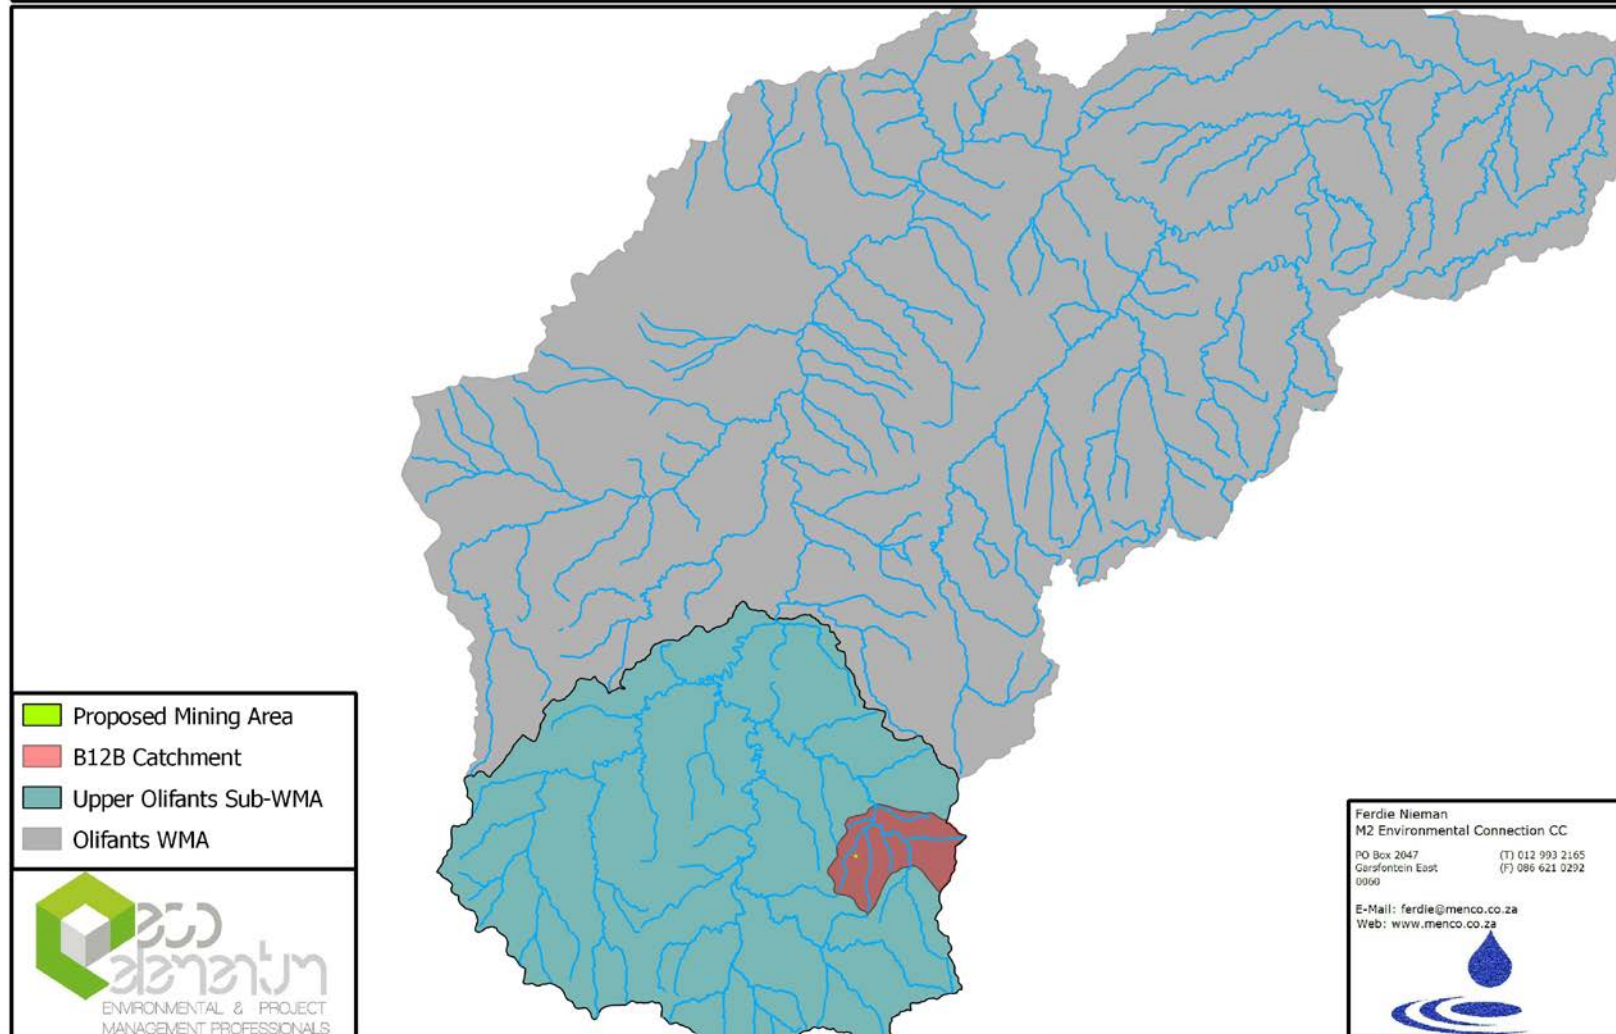 Proposed Mining Area
B12B Catchment
Upper Olifants Sub-WMA
Olifants WMA
eco
elementum
ENVIRONMENTAL & PROJECT
MANAGEMENT PROFESSIONALS
Ferdie Nieman
M2 Environmental Connection CC
PO Box 2047 (T) 012 993 2165
Garsfontein East (F) 086 621 0292
0060
E-Mail: ferdie@menco.co.za
Web: www.menco.co.za